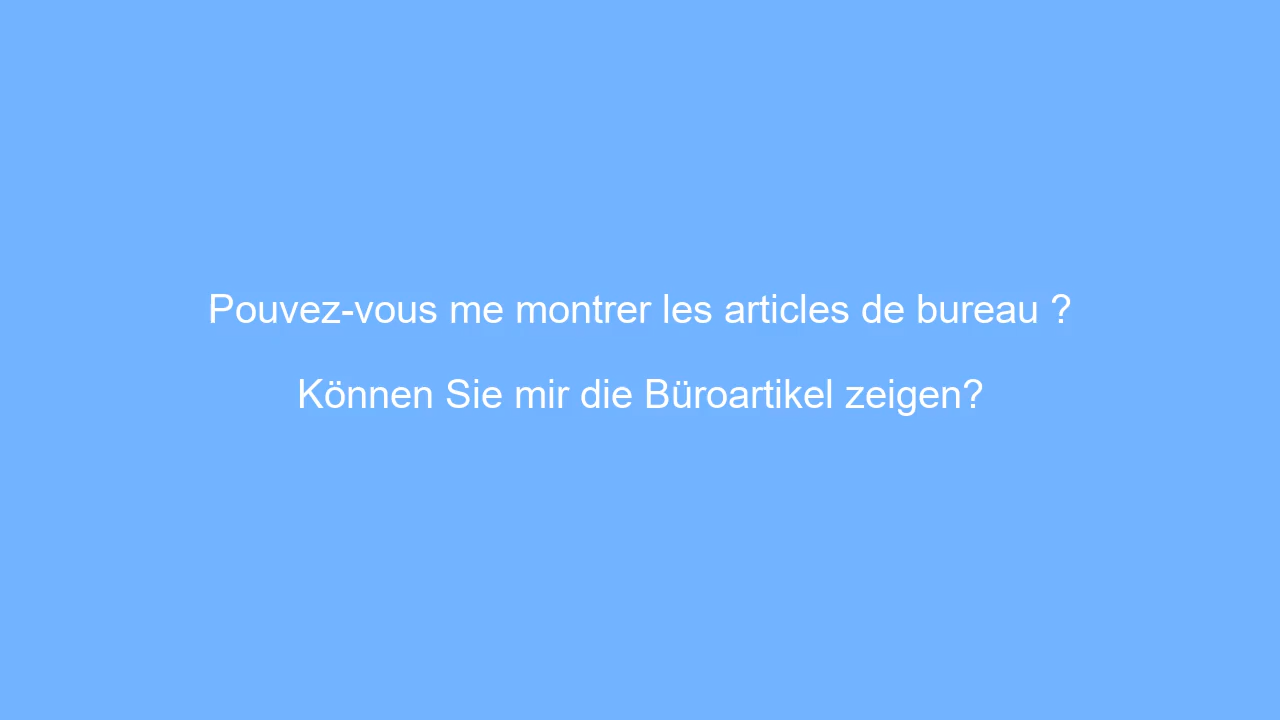 Pouvez-vous me montrer les articles de bureau ?
Können Sie mir die Büroartikel zeigen?